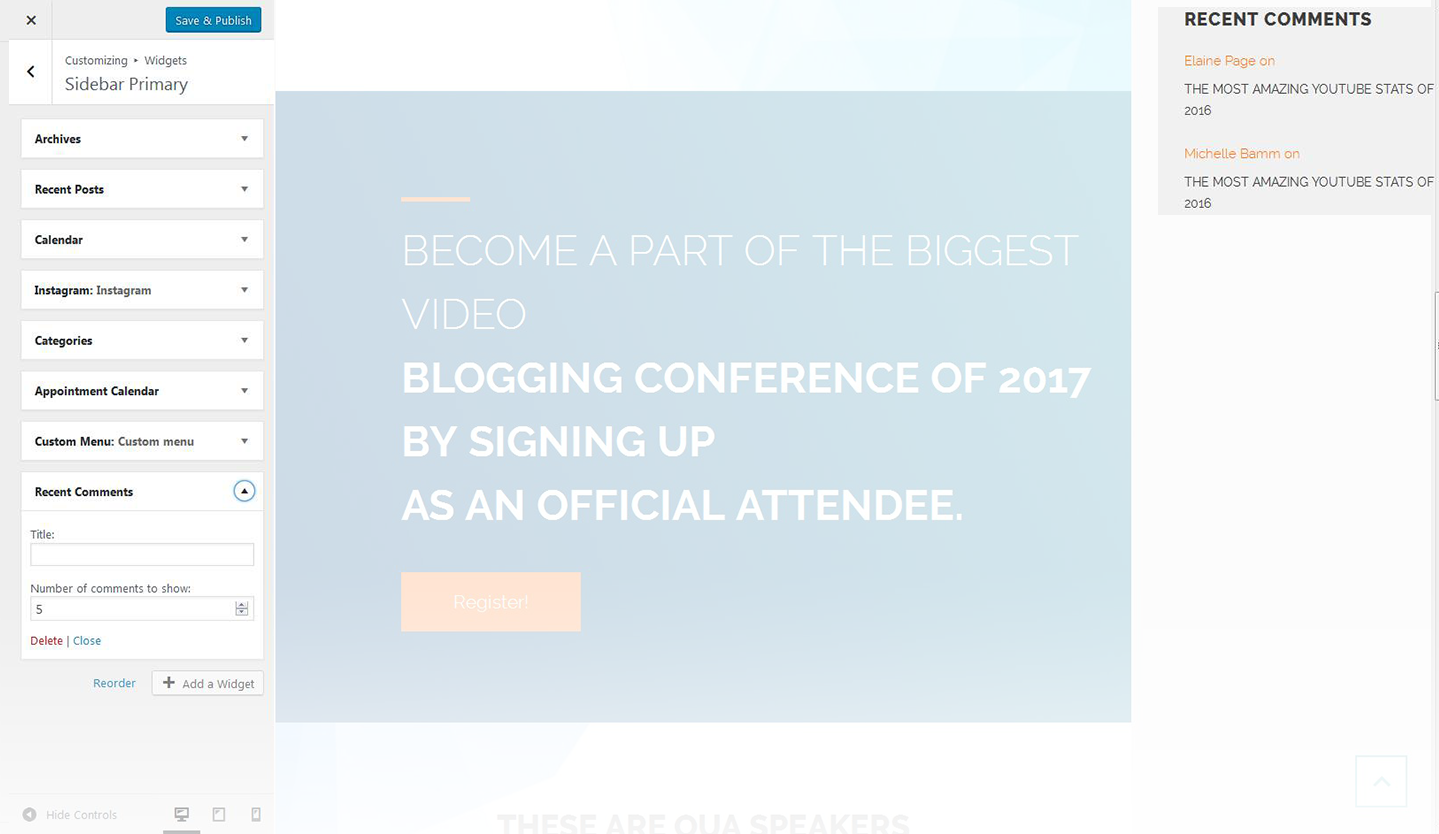 Save & Publish
Customizing ▸ Widgets
Sidebar Primary
Archives
Recent Posts
Calendar
Instagram: Instagram
Categories
Appointment Calendar
Custom Menu: Custom menu
Recent Comments
Title:
Number of comments to show:
5
Delete | Close
Reorder
Add a Widget
Hide Controls
BECOME A PART OF THE BIGGEST
VIDEO
BLOGGING CONFERENCE OF 2017
BY SIGNING UP
AS AN OFFICIAL ATTENDEE.
Register!
THESE ARE OUA SPEAKERS
RECENT COMMENTS
Elaine Page on
THE MOST AMAZING YOUTUBE STATS OF
2016
Michelle Bamm on
THE MOST AMAZING YOUTUBE STATS OF
2016